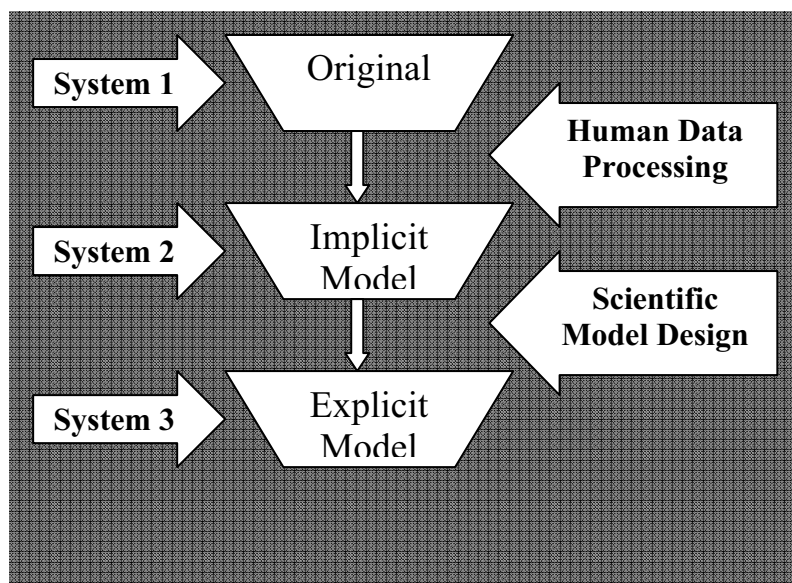 System 1
Original
Human Data
Processing
System 2
Implicit
Model
Scientific
Model Design
System 3
Explicit
Model